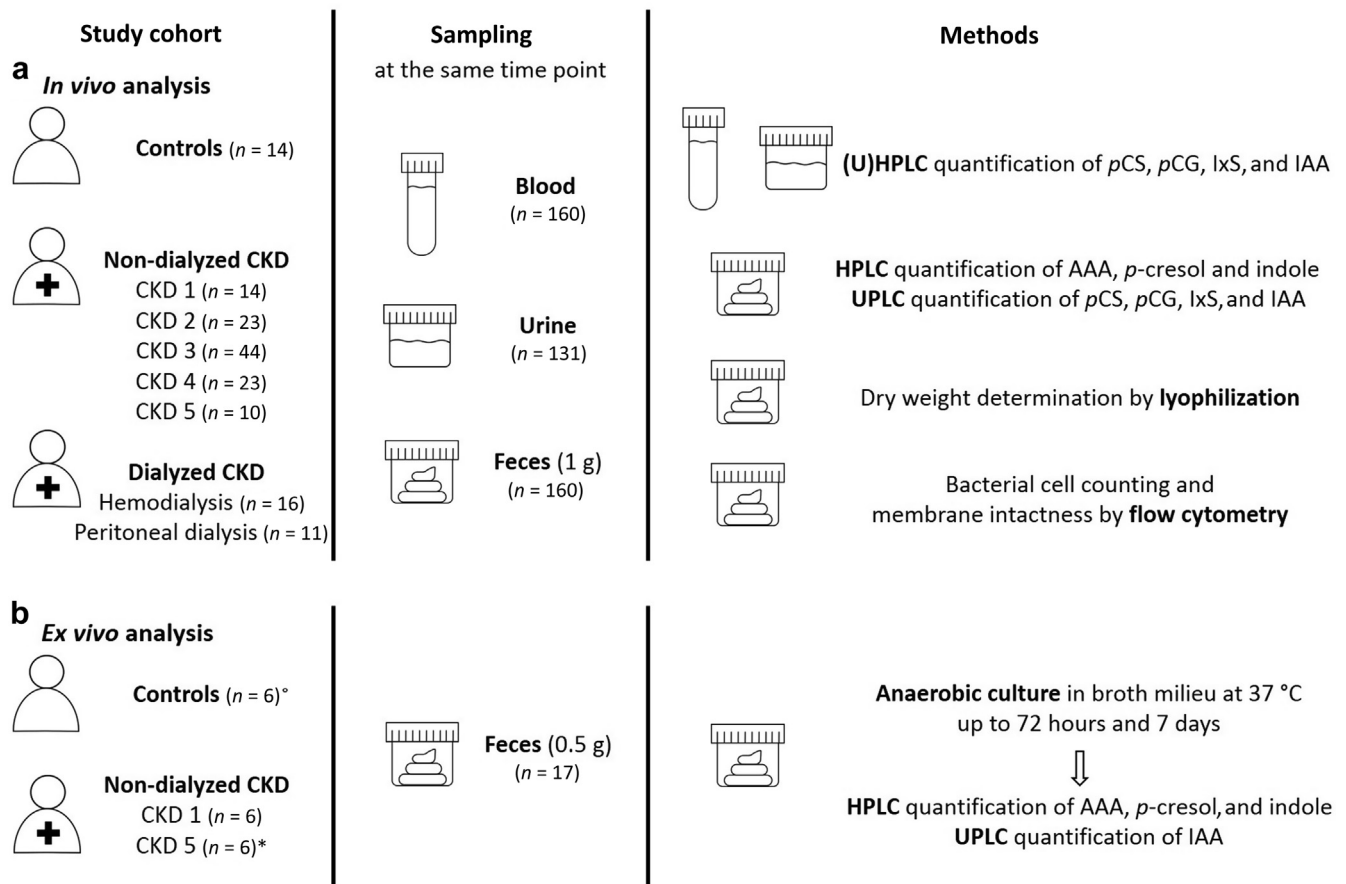 Study cohort
Sampling
at the same time point
Methods
a
In vivo analysis
Controls (n = 14)
Non-dialyzed CKD
CKD 1 (n = 14)
CKD 2 (n = 23)
CKD 3 (n = 44)
CKD 4 (n = 23)
CKD 5 (n = 10)
Dialyzed CKD
Hemodialysis (n = 16)
Peritoneal dialysis (n = 11)
Blood
(n = 160)
Urine
(n = 131)
Feces (1 g)
(n = 160)
(U)HPLC quantification of pCS, pCG, IxS, and IAA
HPLC quantification of AAA, p-cresol and indole
UPLC quantification of pCS, pCG, IxS, and IAA
Dry weight determination by lyophilization
Bacterial cell counting and
membrane intactness by flow cytometry
b
Ex vivo analysis
Controls (n = 6)°
Non-dialyzed CKD
CKD 1 (n = 6)
CKD 5 (n = 6)*
Feces (0.5 g)
(n = 17)
Anaerobic culture in broth milieu at 37 °C
up to 72 hours and 7 days
HPLC quantification of AAA, p-cresol, and indole
UPLC quantification of IAA